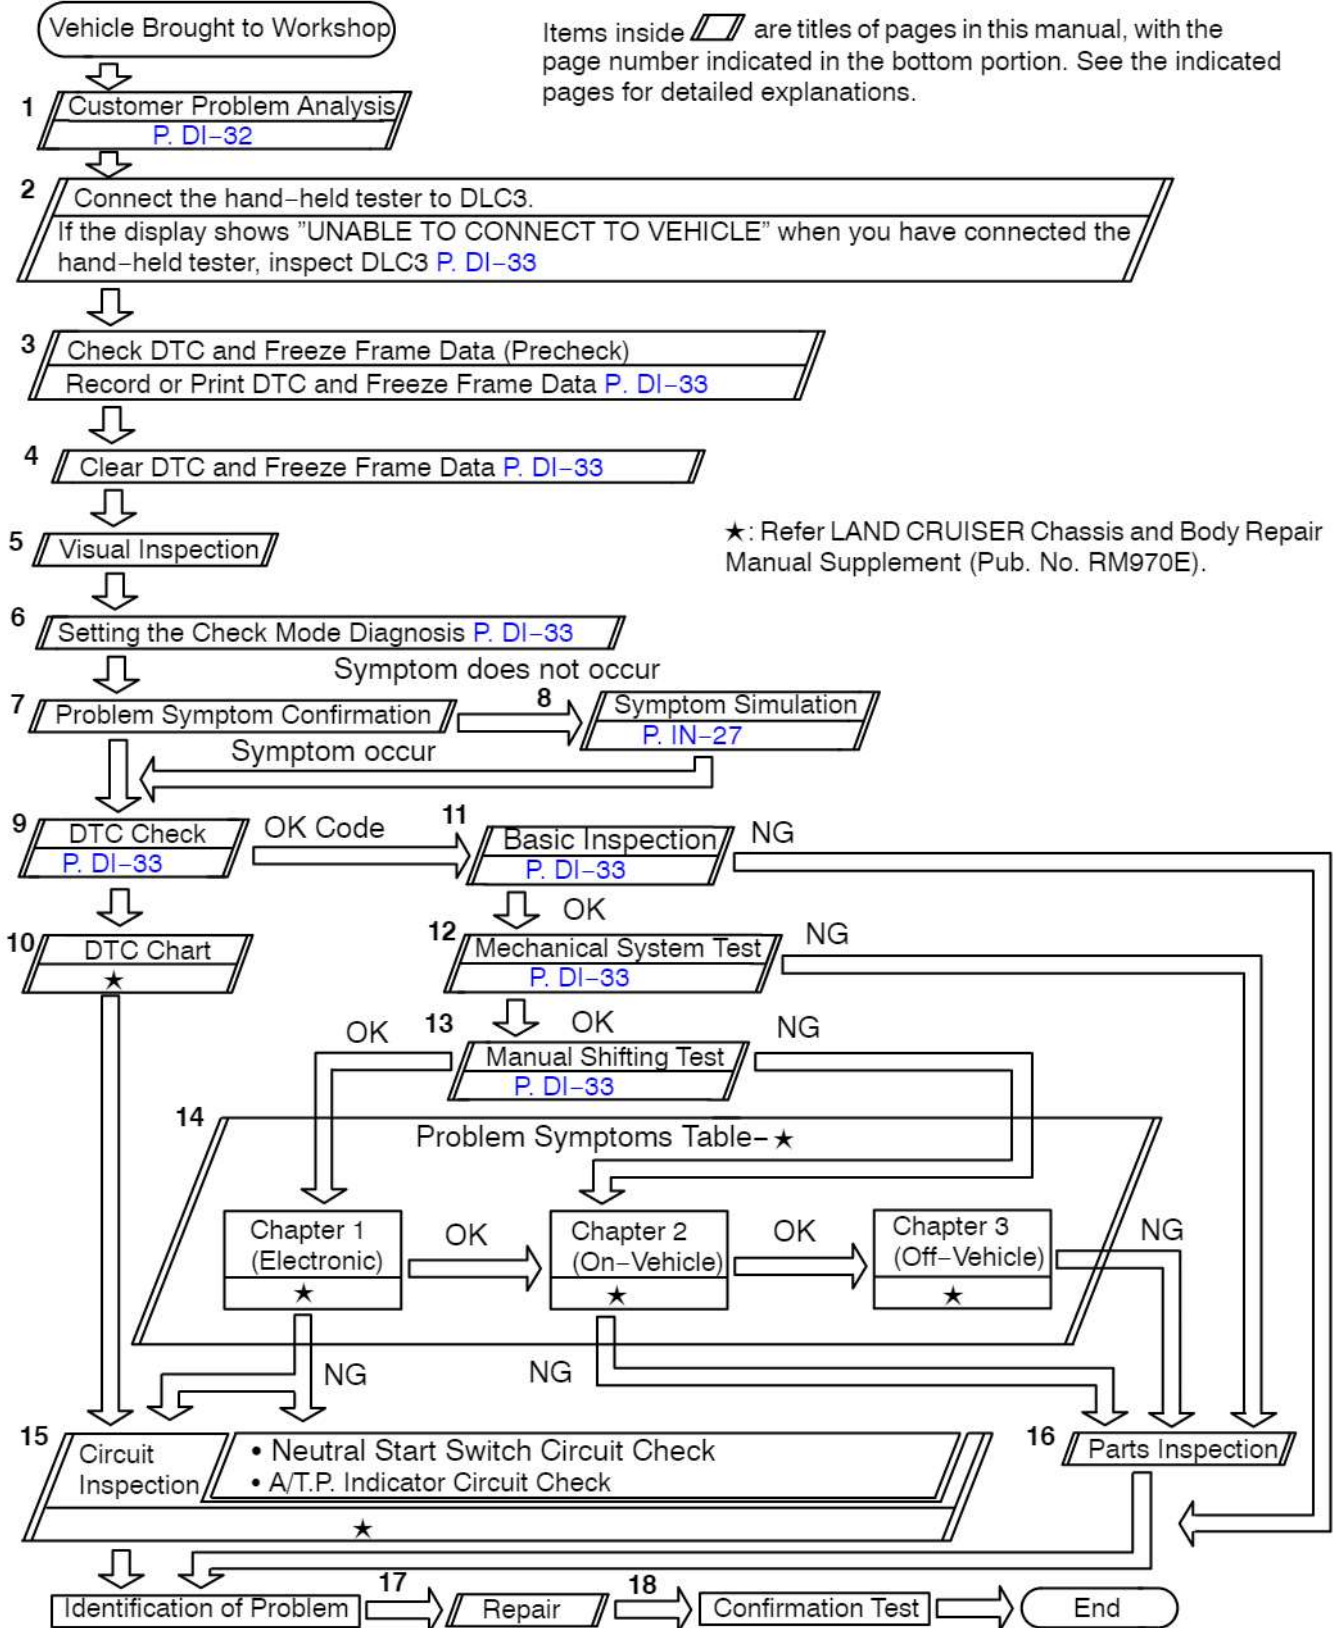 Vehicle Brought to Workshop
Items inside are titles of pages in this manual, with the
page number indicated in the bottom portion. See the indicated
pages for detailed explanations.
1
Customer Problem Analysis
P. DI–32
2
Connect the hand–held tester to DLC3.
If the display shows ”UNABLE TO CONNECT TO VEHICLE” when you have connected the
hand–held tester, inspect DLC3 P. DI–33
3
Check DTC and Freeze Frame Data (Precheck)
Record or Print DTC and Freeze Frame Data P. DI–33
4
Clear DTC and Freeze Frame Data P. DI–33
5
Visual Inspection
★: Refer LAND CRUISER Chassis and Body Repair
Manual Supplement (Pub. No. RM970E).
6
Setting the Check Mode Diagnosis P. DI–33
Symptom does not occur
7
Problem Symptom Confirmation
8
Symptom Simulation
P. IN–27
Symptom occur
9
DTC Check
P. DI–33
OK Code
11
Basic Inspection
P. DI–33
NG
OK
10
DTC Chart
★
12
Mechanical System Test
P. DI–33
NG
OK
13
OK
Manual Shifting Test
P. DI–33
NG
14
Problem Symptoms Table–★
Chapter 1
(Electronic)
★
OK
Chapter 2
(On–Vehicle)
★
OK
Chapter 3
(Off–Vehicle)
★
NG
NG
NG
15
Circuit
Inspection
• Neutral Start Switch Circuit Check
• A/T.P. Indicator Circuit Check
★
16
Parts Inspection
Identification of Problem
17
Repair
18
Confirmation Test
End